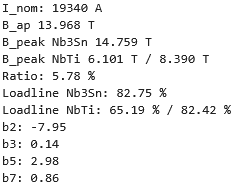 I_nom: 19340 A
B_ap 13.968 T
B_peak Nb3Sn 14.759 T
B_peak NbTi 6.101 T / 8.390 T
Ratio: 5.78 %
Loadline Nb3Sn: 82.75 %
Loadline NbTi: 65.19 % / 82.42 %
b2: -7.95
b3: 0.14
b5: 2.98
b7: 0.86